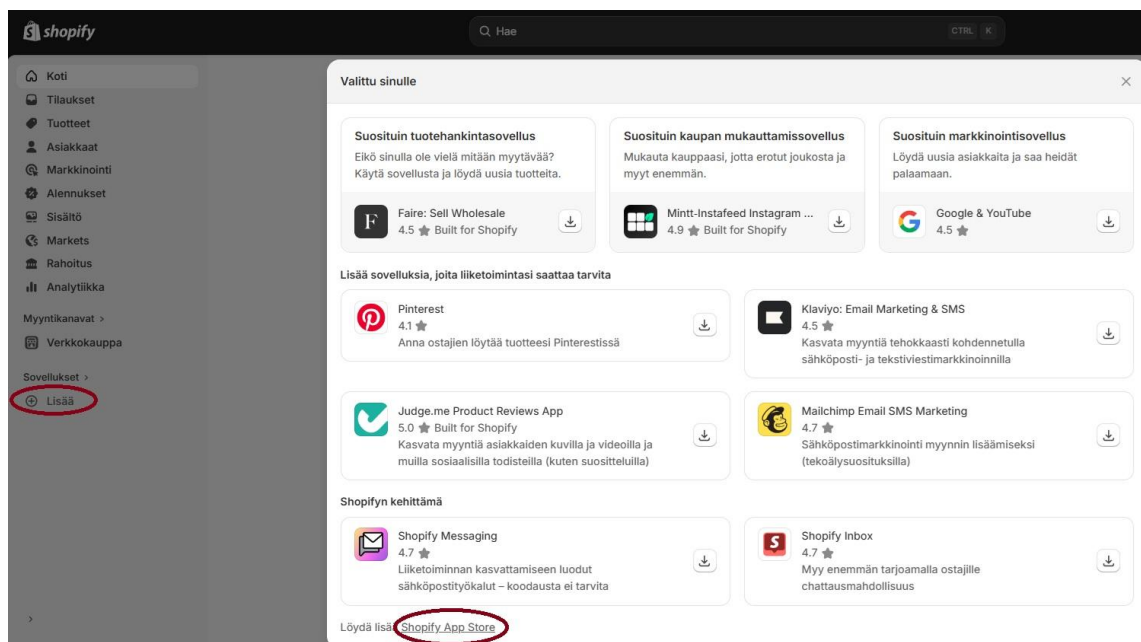 shopify
Hae
CTRL K
Koti
Tilaukset
Tuotteet
Asiakkaat
Markkinointi
Alennukset
Sisältö
Markets
Rahoitus
Analytiikka
Myyntikanavat >
Verkkokauppa
Sovellukset >
Lisää
Valittu sinulle
Suosituin tuotehankintasovellus
Eikö sinulla ole vielä mitään myytävää?
Käytä sovellusta ja löydä uusia tuotteita.
Faire: Sell Wholesale
4.5 ★ Built for Shopify
Suosituin kaupan mukauttamissovellus
Mukauta kauppaasi, jotta erotut joukosta ja
myyt enemmän.
Mintt-Instafeed Instagram ...
4.9 ★ Built for Shopify
Suosituin markkinointisovellus
Löydä uusia asiakkaita ja saa heidät
palaamaan.
Google & YouTube
4.5 ★
Lisää sovelluksia, joita liiketoimintasi saattaa tarvita
Pinterest
4.1 ★
Anna ostajien löytää tuotteesi Pinterestissä
Klaviyo: Email Marketing & SMS
4.5 ★
Kasvata myyntiä tehokkaasti kohdennetulla
sähköposti- ja tekstiviestimarkkinoinnilla
Judge.me Product Reviews App
5.0 ★ Built for Shopify
Kasvata myyntiä asiakkaiden kuvilla ja videoilla ja
muilla sosiaalisilla todisteilla (kuten suositteluilla)
Mailchimp Email SMS Marketing
4.7 ★
Sähköpostimarkkinointi myynnin lisäämiseksi
(tekoälysuosituksilla)
Shopifyn kehittämä
Shopify Messaging
4.7 ★
Liiketoiminnan kasvattamiseen luodut
sähköpostityökalut – koodausta ei tarvita
Shopify Inbox
4.7 ★
Myy enemmän tarjoamalla ostajille
chattausmahdollisuus
Löydä lisää Shopify App Store